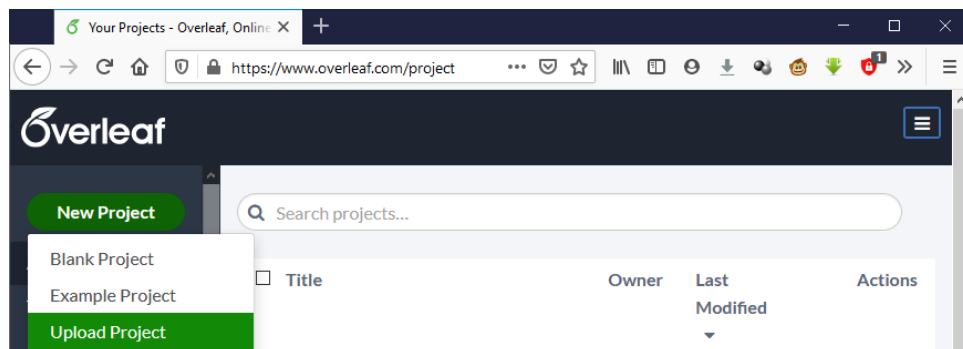 Your Projects - Overleaf, Online
https://www.overleaf.com/project
1
Overleaf
New Project
Search projects...
Blank Project
Example Project
Upload Project
Title
Owner
Last
Modified
Actions